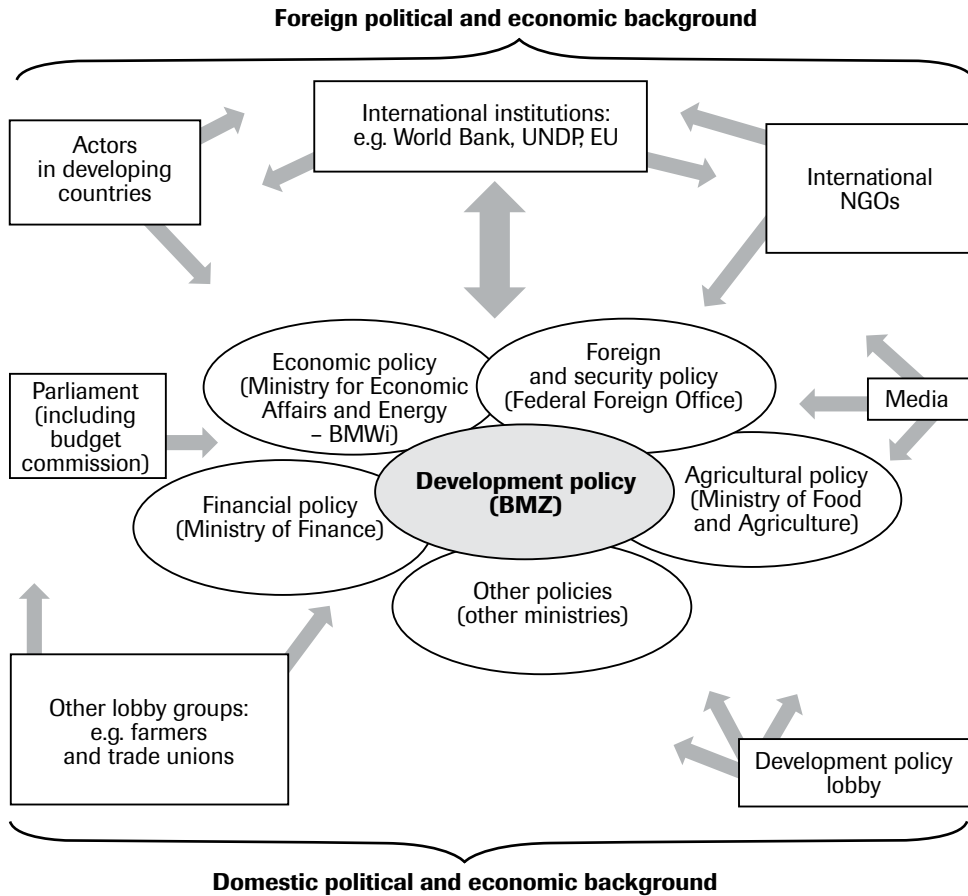 Foreign political and economic background
International institutions:
e.g. World Bank, UNDP, EU
Actors
in developing
countries
International
NGOs
Economic policy
(Ministry for Economic
Affairs and Energy
– BMWi)
Foreign
and security policy
(Federal Foreign Office)
Parliament
(including
budget
commission)
Media
Development policy
(BMZ)
Financial policy
(Ministry of Finance)
Agricultural policy
(Ministry of Food
and Agriculture)
Other policies
(other ministries)
Other lobby groups:
e.g. farmers
and trade unions
Development policy
lobby
Domestic political and economic background